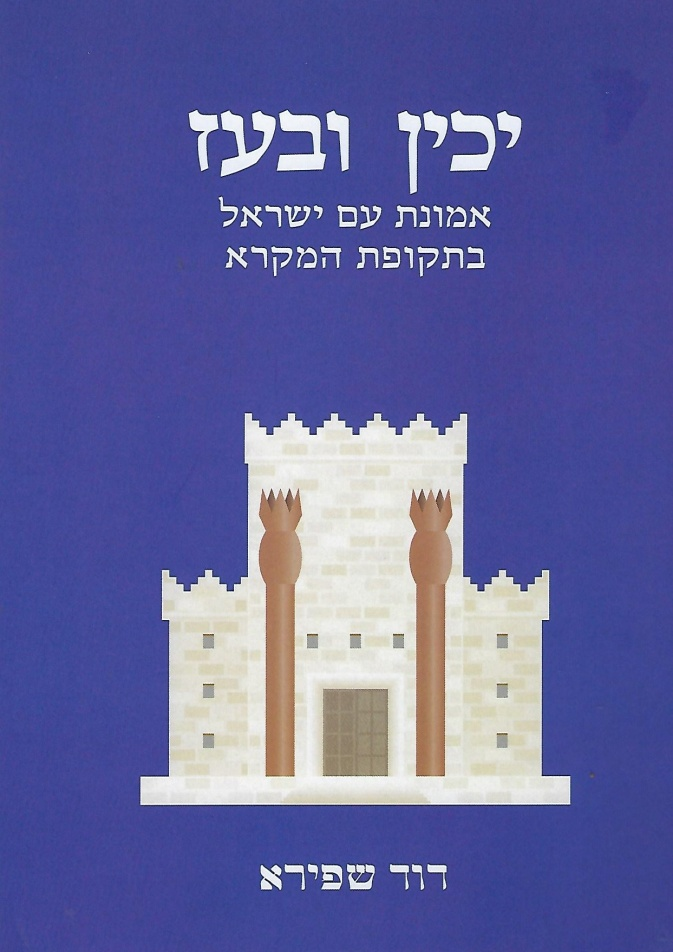 יכין ובעז
אמונת עם ישראל
בתקופת המקרא
דוד שפירא